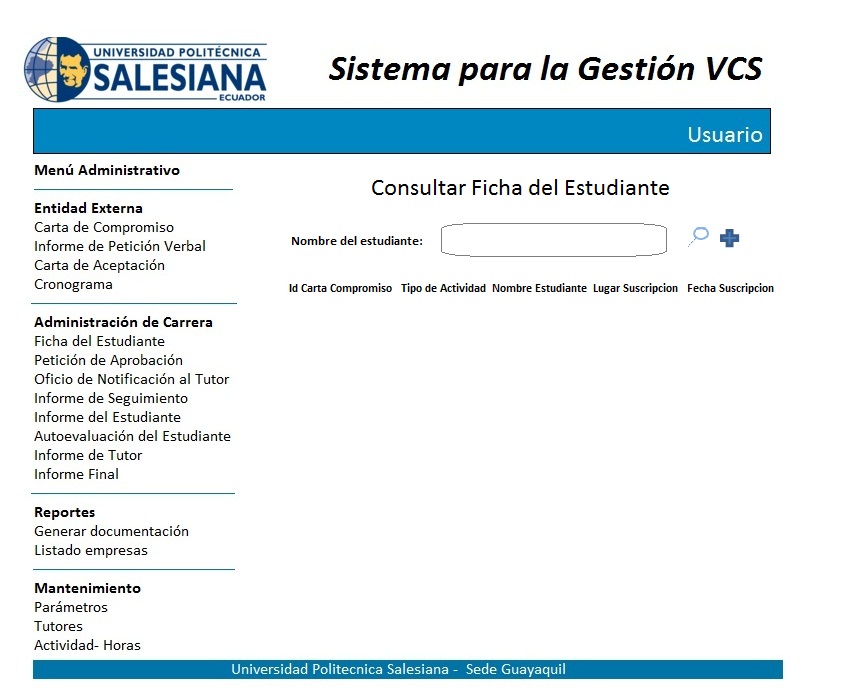 UNIVERSIDAD POLITÉCNICA
SALESIANA
ECUADOR
Sistema para la Gestión VCS
Usuario
Menú Administrativo
Entidad Externa
Carta de Compromiso
Informe de Petición Verbal
Carta de Aceptación
Cronograma
Administración de Carrera
Ficha del Estudiante
Petición de Aprobación
Oficio de Notificación al Tutor
Informe de Seguimiento
Informe del Estudiante
Autoevaluación del Estudiante
Informe de Tutor
Informe Final
Reportes
Generar documentación
Listado empresas
Mantenimiento
Parámetros
Tutores
Actividad- Horas
Consultar Ficha del Estudiante
Nombre del estudiante:
Id Carta Compromiso Tipo de Actividad Nombre Estudiante Lugar Suscripcion Fecha Suscripcion
Universidad Politecnica Salesiana - Sede Guayaquil